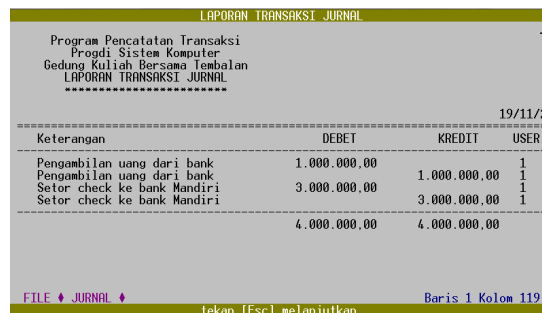 LAPORAN TRANSAKSI JURNAL
Program Pencatatan Transaksi
Progdi Sistem Komputer
Gedung Kuliah Bersama Tembalan
LAPORAN TRANSAKSI JURNAL
************************
19/11/2
Keterangan DEBET KREDIT USER
Pengambilan uang dari bank 1.000.000,00 1
Pengambilan uang dari bank 1.000.000,00 1
Setor check ke bank Mandiri 3.000.000,00 1
Setor check ke bank Mandiri 3.000.000,00 1
4.000.000,00 4.000.000,00
FILE ♦ JURNAL ♦ Baris 1 Kolom 119
tekan [Esc] melanjutkan